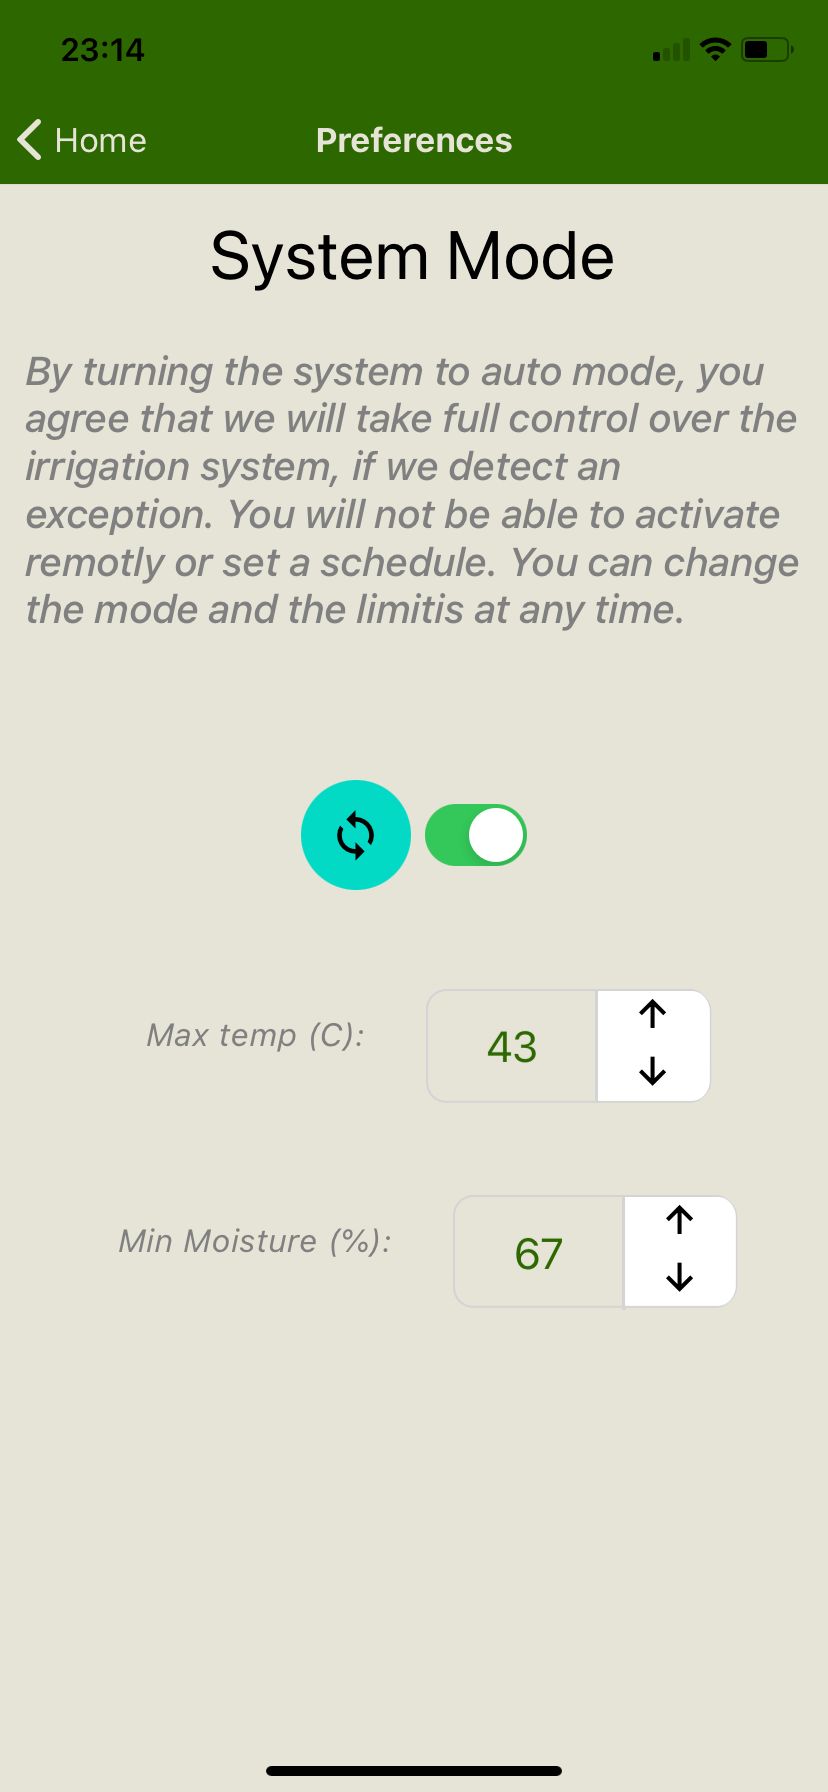 23:14
Home
Preferences
System Mode
By turning the system to auto mode, you
agree that we will take full control over the
irrigation system, if we detect an
exception. You will not be able to activate
remotly or set a schedule. You can change
the mode and the limitis at any time.
Max temp (C):
43
Min Moisture (%):
67